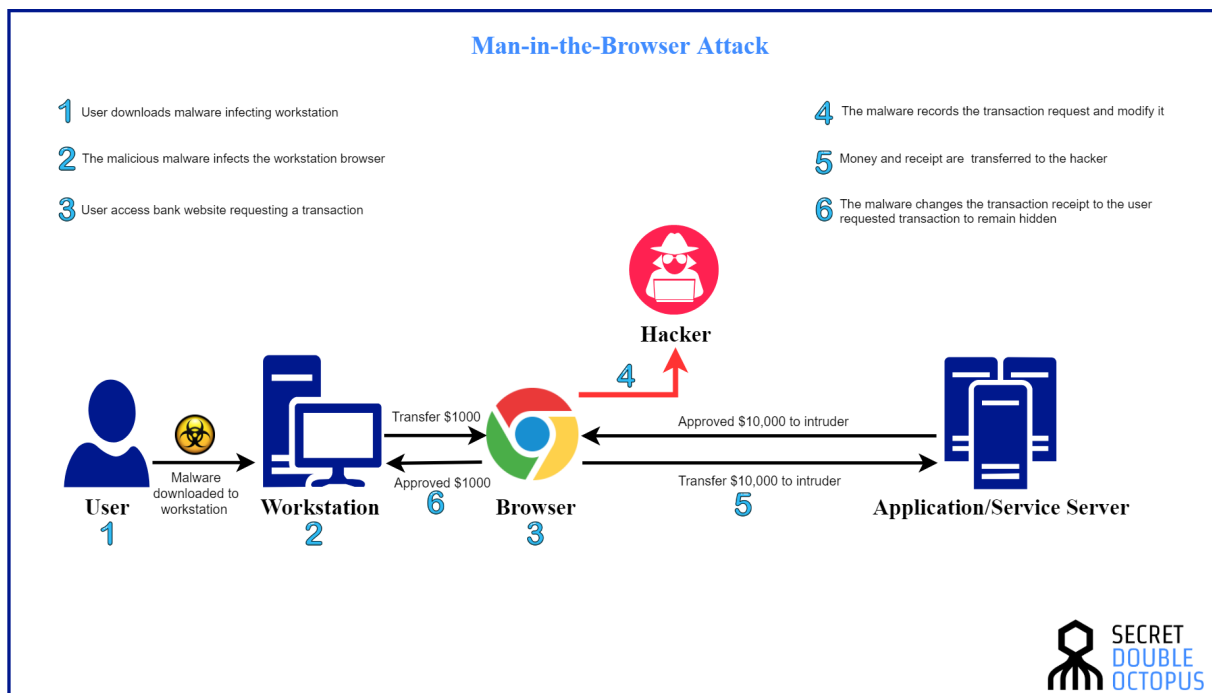 Man-in-the-Browser Attack
1 User downloads malware infecting workstation
2 The malicious malware infects the workstation browser
3 User access bank website requesting a transaction
4 The malware records the transaction request and modify it
5 Money and receipt are transferred to the hacker
6 The malware changes the transaction receipt to the user
requested transaction to remain hidden
Hacker
4
Transfer $1000
Approved $10,000 to intruder
Malware
downloaded to
workstation
Approved $1000
Transfer $10,000 to intruder
User
Workstation
6
Browser
5
Application/Service Server
1
2
3
SECRET
DOUBLE
OCTOPUS